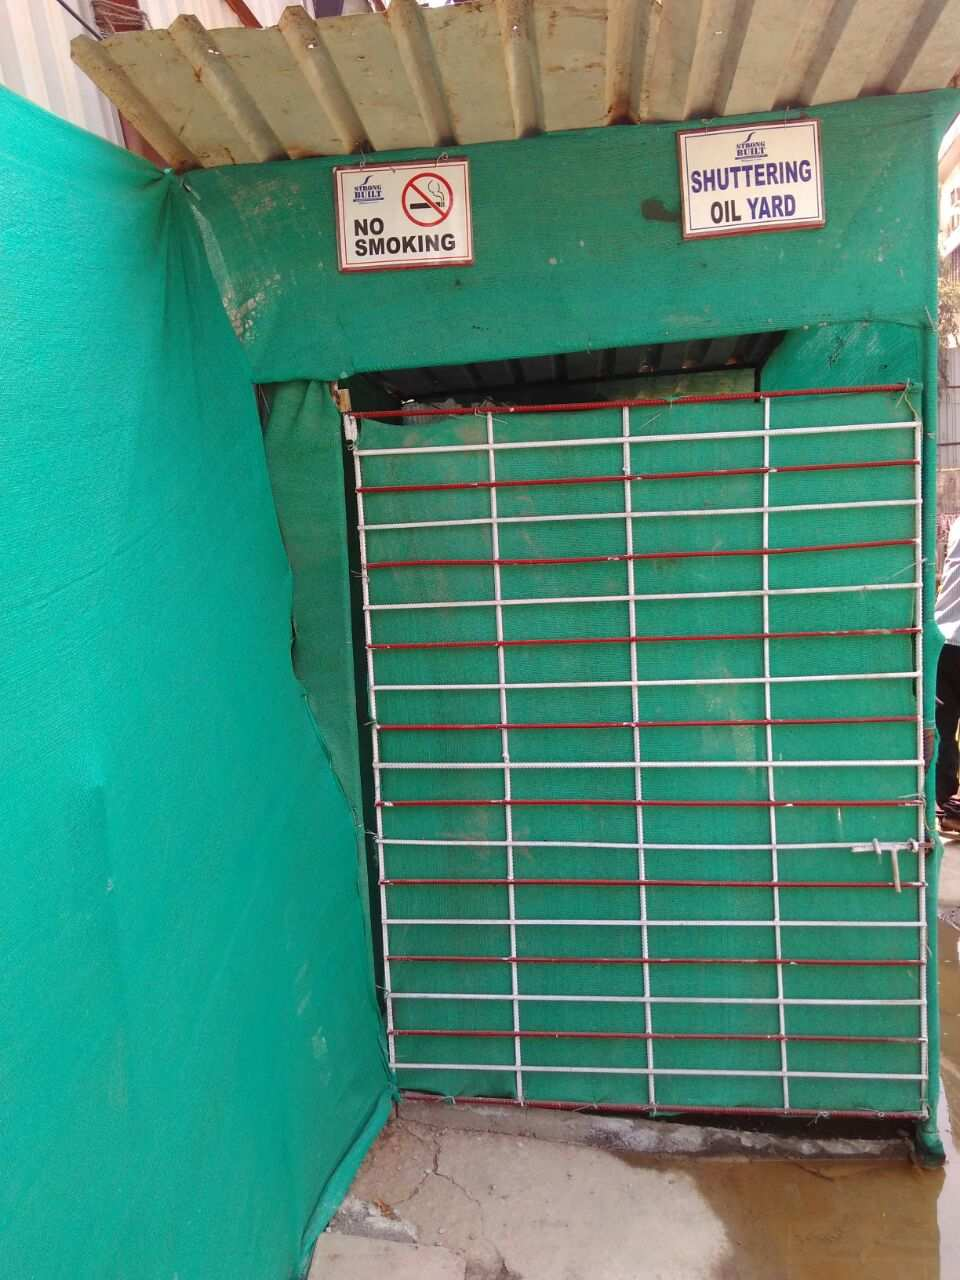 STRONG
BUILT
NO
SMOKING
STRONG
BUILT
SHUTTERING
OIL YARD